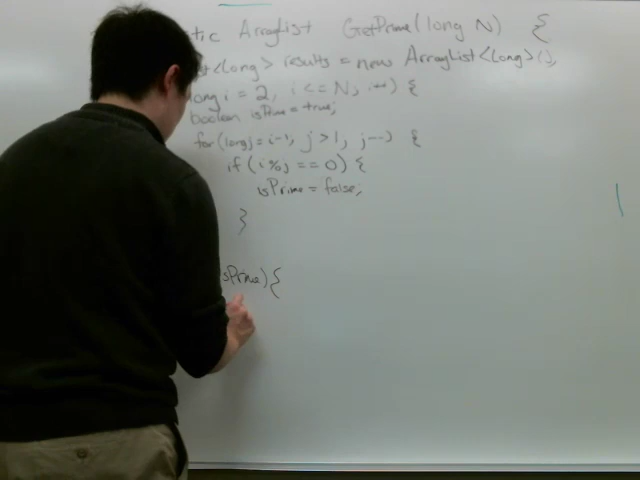 tic ArrayList GetPrime(long N) {
st<long> results = new ArrayList<long>();
long i = 2; i <= N; i++) {
boolean isPrime = true;
for (long j = i-1; j > 1; j--) {
if (i%j == 0) {
isPrime = false;
}
sPrime) {